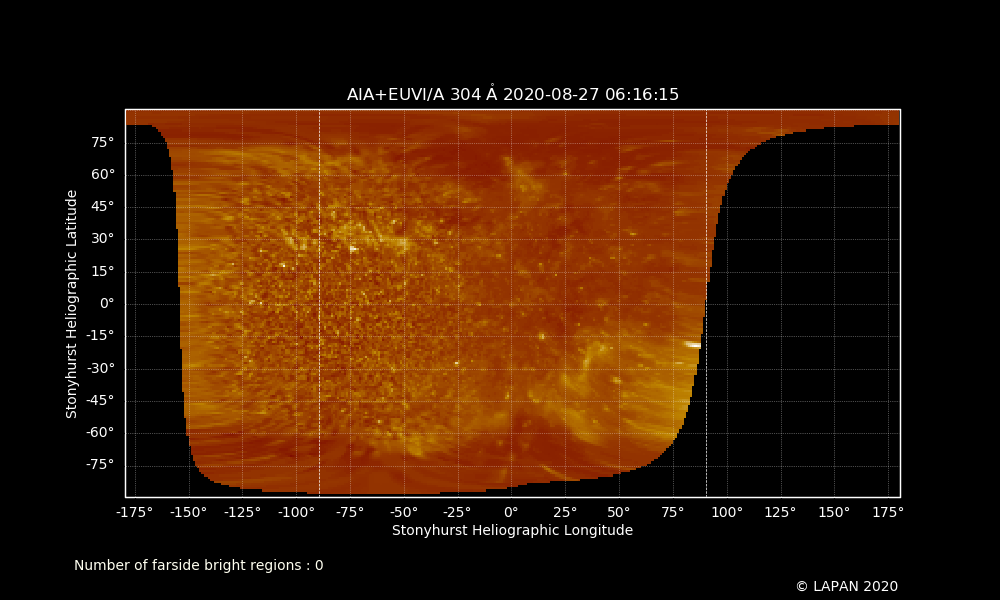 AIA+EUVI/A 304 Å 2020-08-27 06:16:15
75°
60°
45°
30°
15°
0°
-15°
-30°
-45°
-60°
-75°
Stonyhurst Heliographic Latitude
-175° -150° -125° -100° -75° -50° -25° 0° 25° 50° 75° 100° 125° 150° 175°
Stonyhurst Heliographic Longitude
Number of farside bright regions : 0
© LAPAN 2020